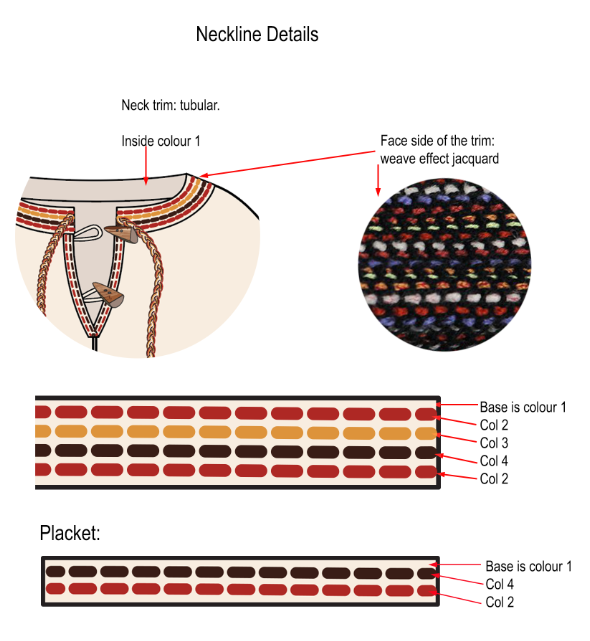 Neckline Details
Neck trim: tubular.
Inside colour 1
Face side of the trim:
weave effect jacquard
Base is colour 1
Col 2
Col 3
Col 4
Col 2
Placket:
Base is colour 1
Col 4
Col 2